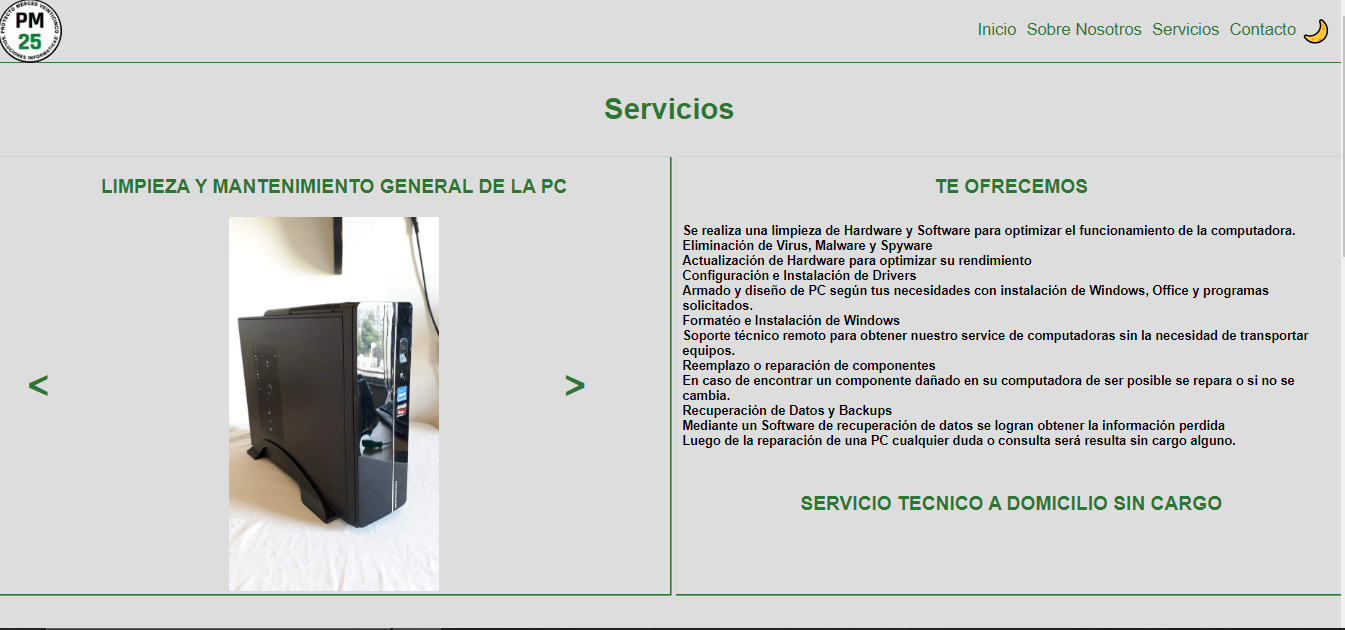 PROYECTO MERCED VEINTICINCO
PM
25
SOLUCIONES INFORMATICAS
Inicio Sobre Nosotros Servicios Contacto
Servicios
LIMPIEZA Y MANTENIMIENTO GENERAL DE LA PC
<
>
TE OFRECEMOS
Se realiza una limpieza de Hardware y Software para optimizar el funcionamiento de la computadora.
Eliminación de Virus, Malware y Spyware
Actualización de Hardware para optimizar su rendimiento
Configuración e Instalación de Drivers
Armado y diseño de PC según tus necesidades con instalación de Windows, Office y programas
solicitados.
Formatéo e Instalación de Windows
Soporte técnico remoto para obtener nuestro service de computadoras sin la necesidad de transportar
equipos.
Reemplazo o reparación de componentes
En caso de encontrar un componente dañado en su computadora de ser posible se repara o si no se
cambia.
Recuperación de Datos y Backups
Mediante un Software de recuperación de datos se logran obtener la información perdida
Luego de la reparación de una PC cualquier duda o consulta será resulta sin cargo alguno.
SERVICIO TECNICO A DOMICILIO SIN CARGO